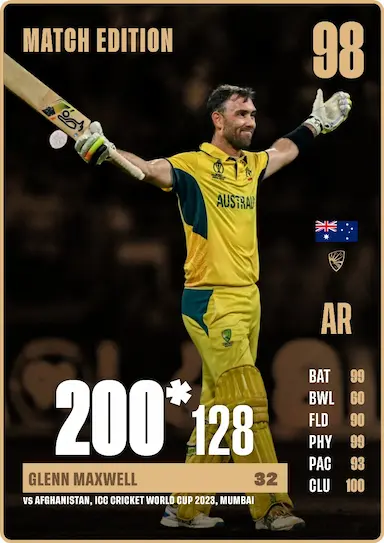 MATCH EDITION
98
AUSTRALIA
AR
BAT 99
BWL 60
FLD 90
PHY 99
PAC 93
CLU 100
200* 128
GLENN MAXWELL 32
VS AFGHANISTAN, ICC CRICKET WORLD CUP 2023, MUMBAI